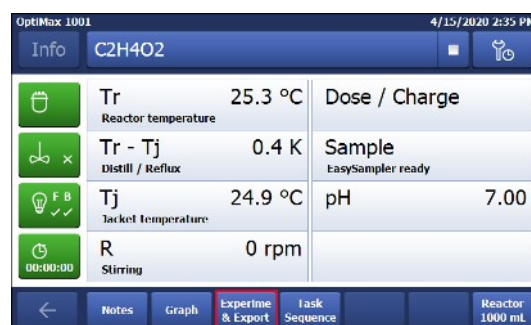 OptiMax 1001
4/15/2020 2:35 PM
Info
C2H4O2
Tr
25.3 °C
Reactor temperature
Dose / Charge
Tr - Tj
0.4 K
Distill / Reflux
Sample
EasySampler ready
F B
Tj
24.9 °C
Jacket temperature
pH
7.00
00:00:00
R
0 rpm
Stirring
Notes
Graph
Experime
& Export
Task
Sequence
Reactor
1000 mL